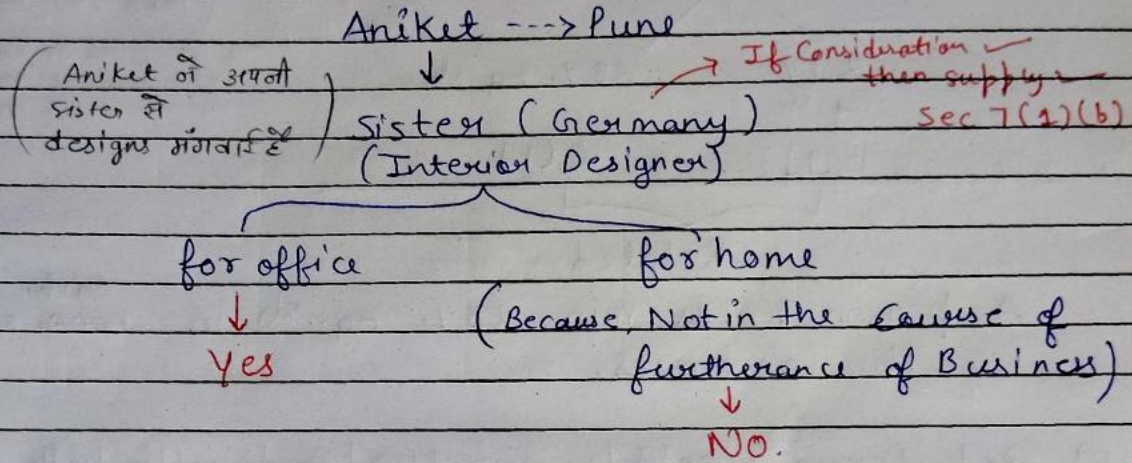 Aniket ---> Pune
↓
( Aniket ने अपनी
sister से
designs मंगवाई हैं )
→ If Consideration ✓
then supply
Sec 7(1)(b)
Sister (Germany)
(Interior Designer)
for office
↓
Yes
for home
(Because, Not in the Course of
furtherance of Business)
↓
No.